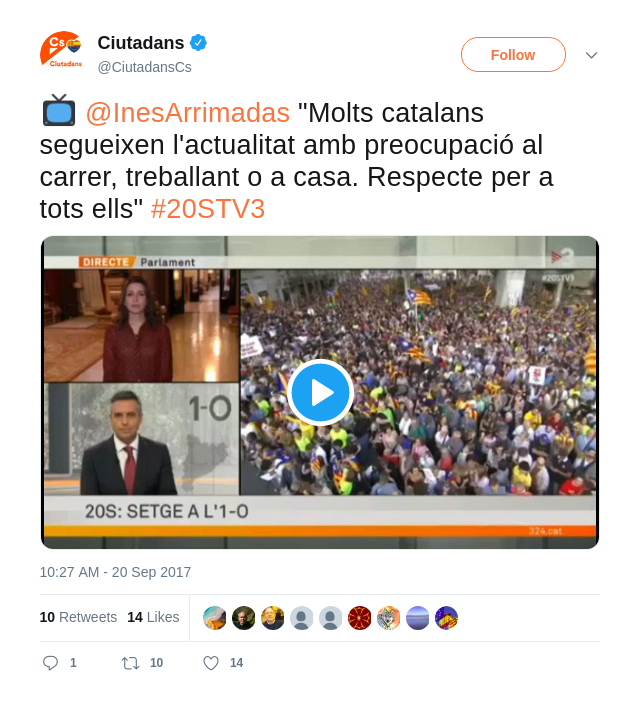 Cs
Ciutadans
Ciutadans
@CiutadansCs
Follow
@InesArrimadas "Molts catalans
segueixen l'actualitat amb preocupació al
carrer, treballant o a casa. Respecte per a
tots ells" #20STV3
DIRECTE Parlament
3
#20STV3
1-O
20S: SETGE A L'1-O
324.cat
10:27 AM - 20 Sep 2017
10 Retweets 14 Likes
1 10 14